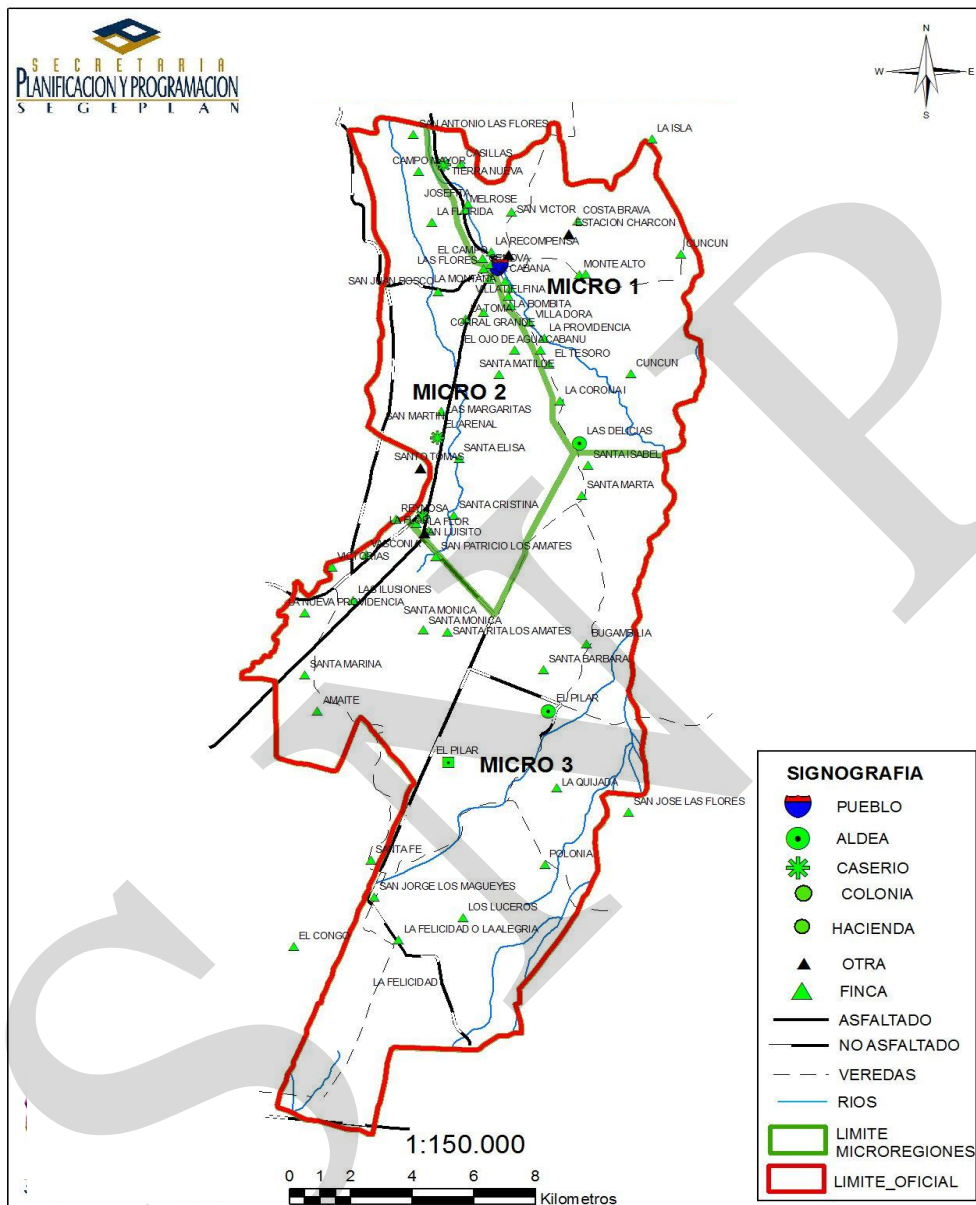 SECRETARIA
PLANIFICACION Y PROGRAMACION
SEGEPLAN
N
W
E
S
SAN ANTONIO LAS FLORES
LA ISLA
CAMPO MAYOR
CASILLAS
TIERRA NUEVA
JOSEFITA
MELROSE
LA FLORIDA
SAN VICTOR
COSTA BRAVA
ESTACION CHARCON
LA RECOMPENSA
EL CAMPO
LAS FLORES
CABANA
CUNCUN
MONTE ALTO
SAN JUAN BOSCO
LA MONTAÑA
VILLA DELFINA
MICRO 1
LA BOMBITA
LA TOMA
CORRAL GRANDE
VILLA DORA
LA PROVIDENCIA
EL OJO DE AGUA
CABANU
EL TESORO
SANTA MATILDE
CUNCUN
MICRO 2
LA CORONA I
SAN MARTIN
LAS MARGARITAS
EL ARENAL
LAS DELICIAS
SANTO TOMAS
SANTA ELISA
SANTA ISABEL
SANTA MARTA
REYNOSA
SANTA CRISTINA
LA FLOR
LA FLOR
SAN LUISITO
VASCONIA
SAN PATRICIO LOS AMATES
VICTORIAS
LAS ILUSIONES
LA NUEVA PROVIDENCIA
SANTA MONICA
SANTA MONICA
SANTA RITA LOS AMATES
BUGAMBILIA
SANTA BARBARA
SANTA MARINA
AMAITE
EL PILAR
EL PILAR
MICRO 3
LA QUIJADA
SAN JOSE LAS FLORES
SANTA FE
POLONIA
SAN JORGE LOS MAGUEYES
LOS LUCEROS
LA FELICIDAD O LA ALEGRIA
EL CONGO
LA FELICIDAD
SIGNOGRAFIA
PUEBLO
ALDEA
CASERIO
COLONIA
HACIENDA
OTRA
FINCA
ASFALTADO
NO ASFALTADO
VEREDAS
RIOS
LIMITE
MICROREGIONES
LIMITE_OFICIAL
1:150.000
0 1 2 4 6 8
Kilometros
SNIP